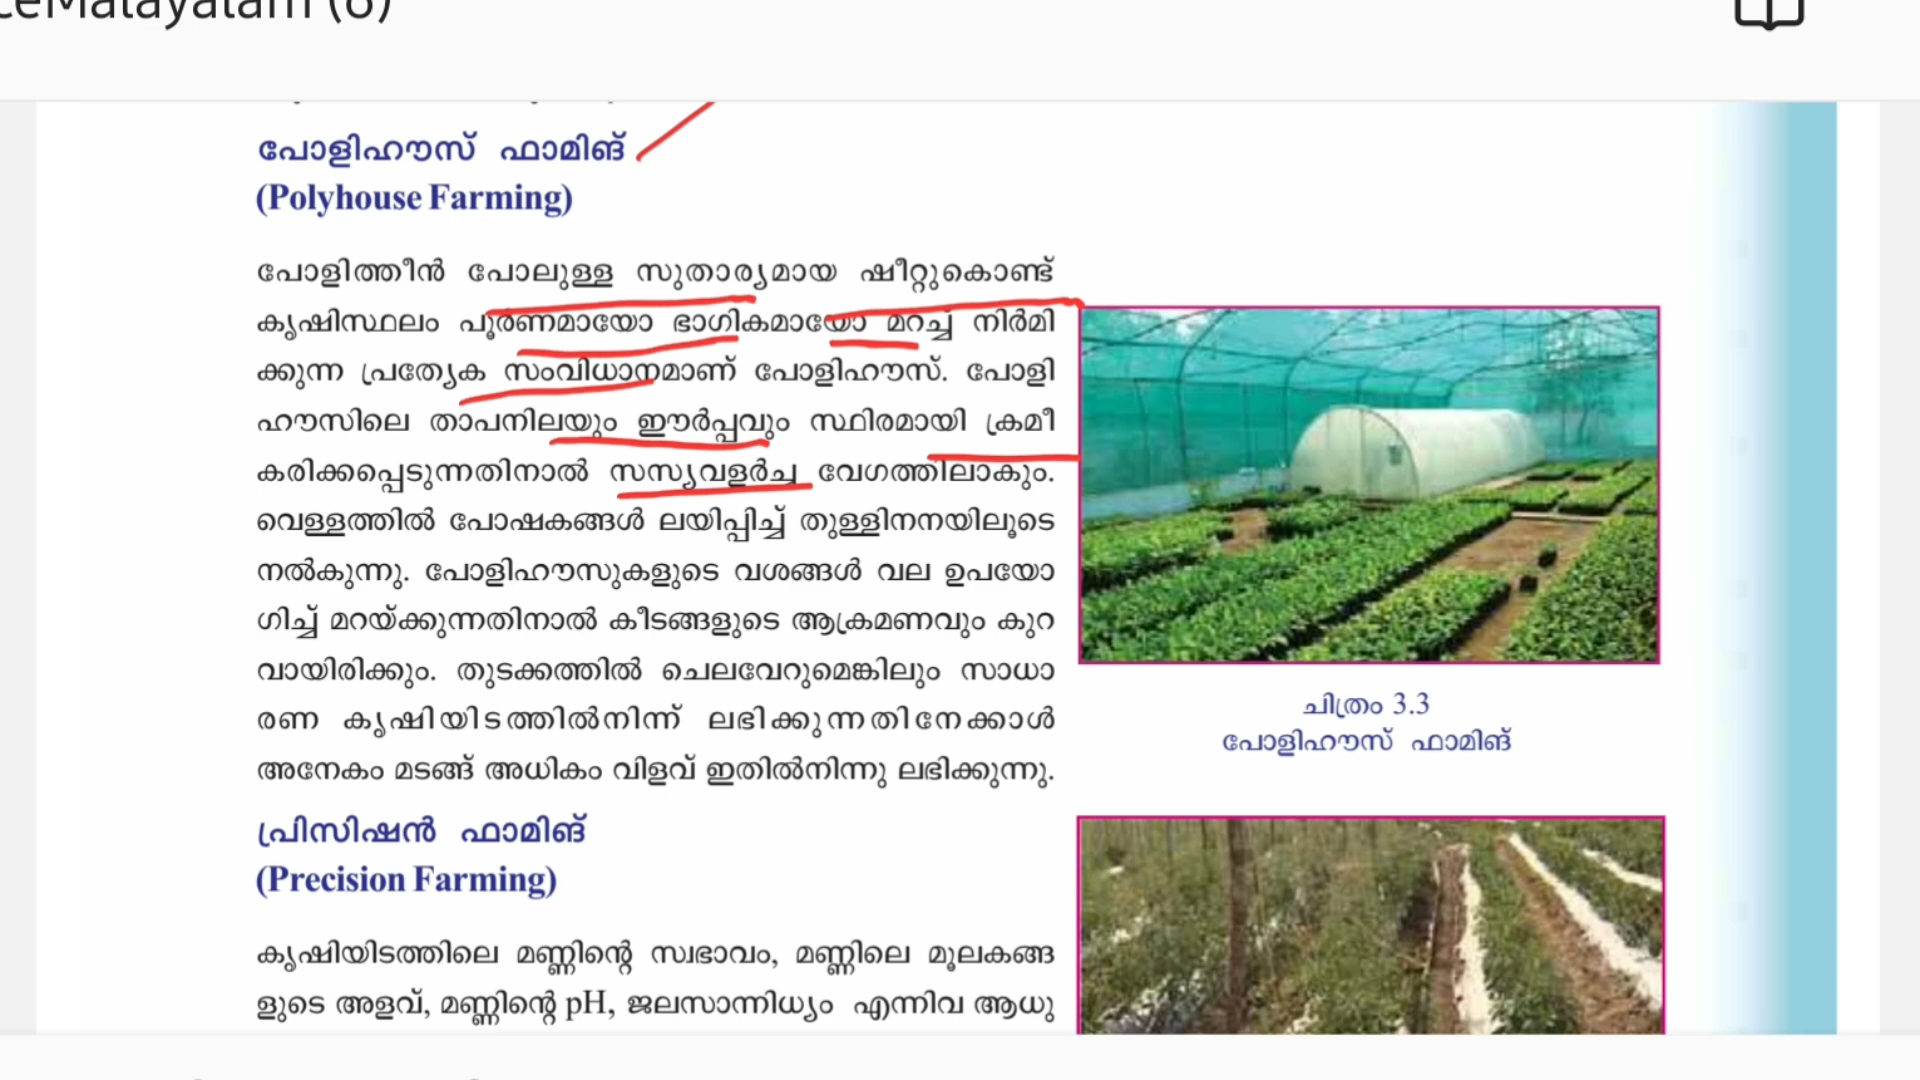 ceMalayalam (6)
പോളിഹൗസ് ഫാമിങ്
(Polyhouse Farming)
പോളിത്തീൻ പോലുള്ള സുതാര്യമായ ഷീറ്റുകൊണ്ട്
കൃഷിസ്ഥലം പൂർണമായോ ഭാഗികമായോ മറച്ച് നിർമി
ക്കുന്ന പ്രത്യേക സംവിധാനമാണ് പോളിഹൗസ്. പോളി
ഹൗസിലെ താപനിലയും ഈർപ്പവും സ്ഥിരമായി ക്രമീ
കരിക്കപ്പെടുന്നതിനാൽ സസ്യവളർച്ച വേഗത്തിലാകും.
വെള്ളത്തിൽ പോഷകങ്ങൾ ലയിപ്പിച്ച് തുള്ളിനനയിലൂടെ
നൽകുന്നു. പോളിഹൗസുകളുടെ വശങ്ങൾ വല ഉപയോ
ഗിച്ച് മറയ്ക്കുന്നതിനാൽ കീടങ്ങളുടെ ആക്രമണവും കുറ
വായിരിക്കും. തുടക്കത്തിൽ ചെലവേറുമെങ്കിലും സാധാ
രണ കൃഷിയിടത്തിൽനിന്ന് ലഭിക്കുന്നതിനേക്കാൾ
അനേകം മടങ്ങ് അധികം വിളവ് ഇതിൽനിന്നു ലഭിക്കുന്നു.
ചിത്രം 3.3
പോളിഹൗസ് ഫാമിങ്
പ്രിസിഷൻ ഫാമിങ്
(Precision Farming)
കൃഷിയിടത്തിലെ മണ്ണിന്റെ സ്വഭാവം, മണ്ണിലെ മൂലകങ്ങ
ളുടെ അളവ്, മണ്ണിന്റെ pH, ജലസാന്നിധ്യം എന്നിവ ആധു